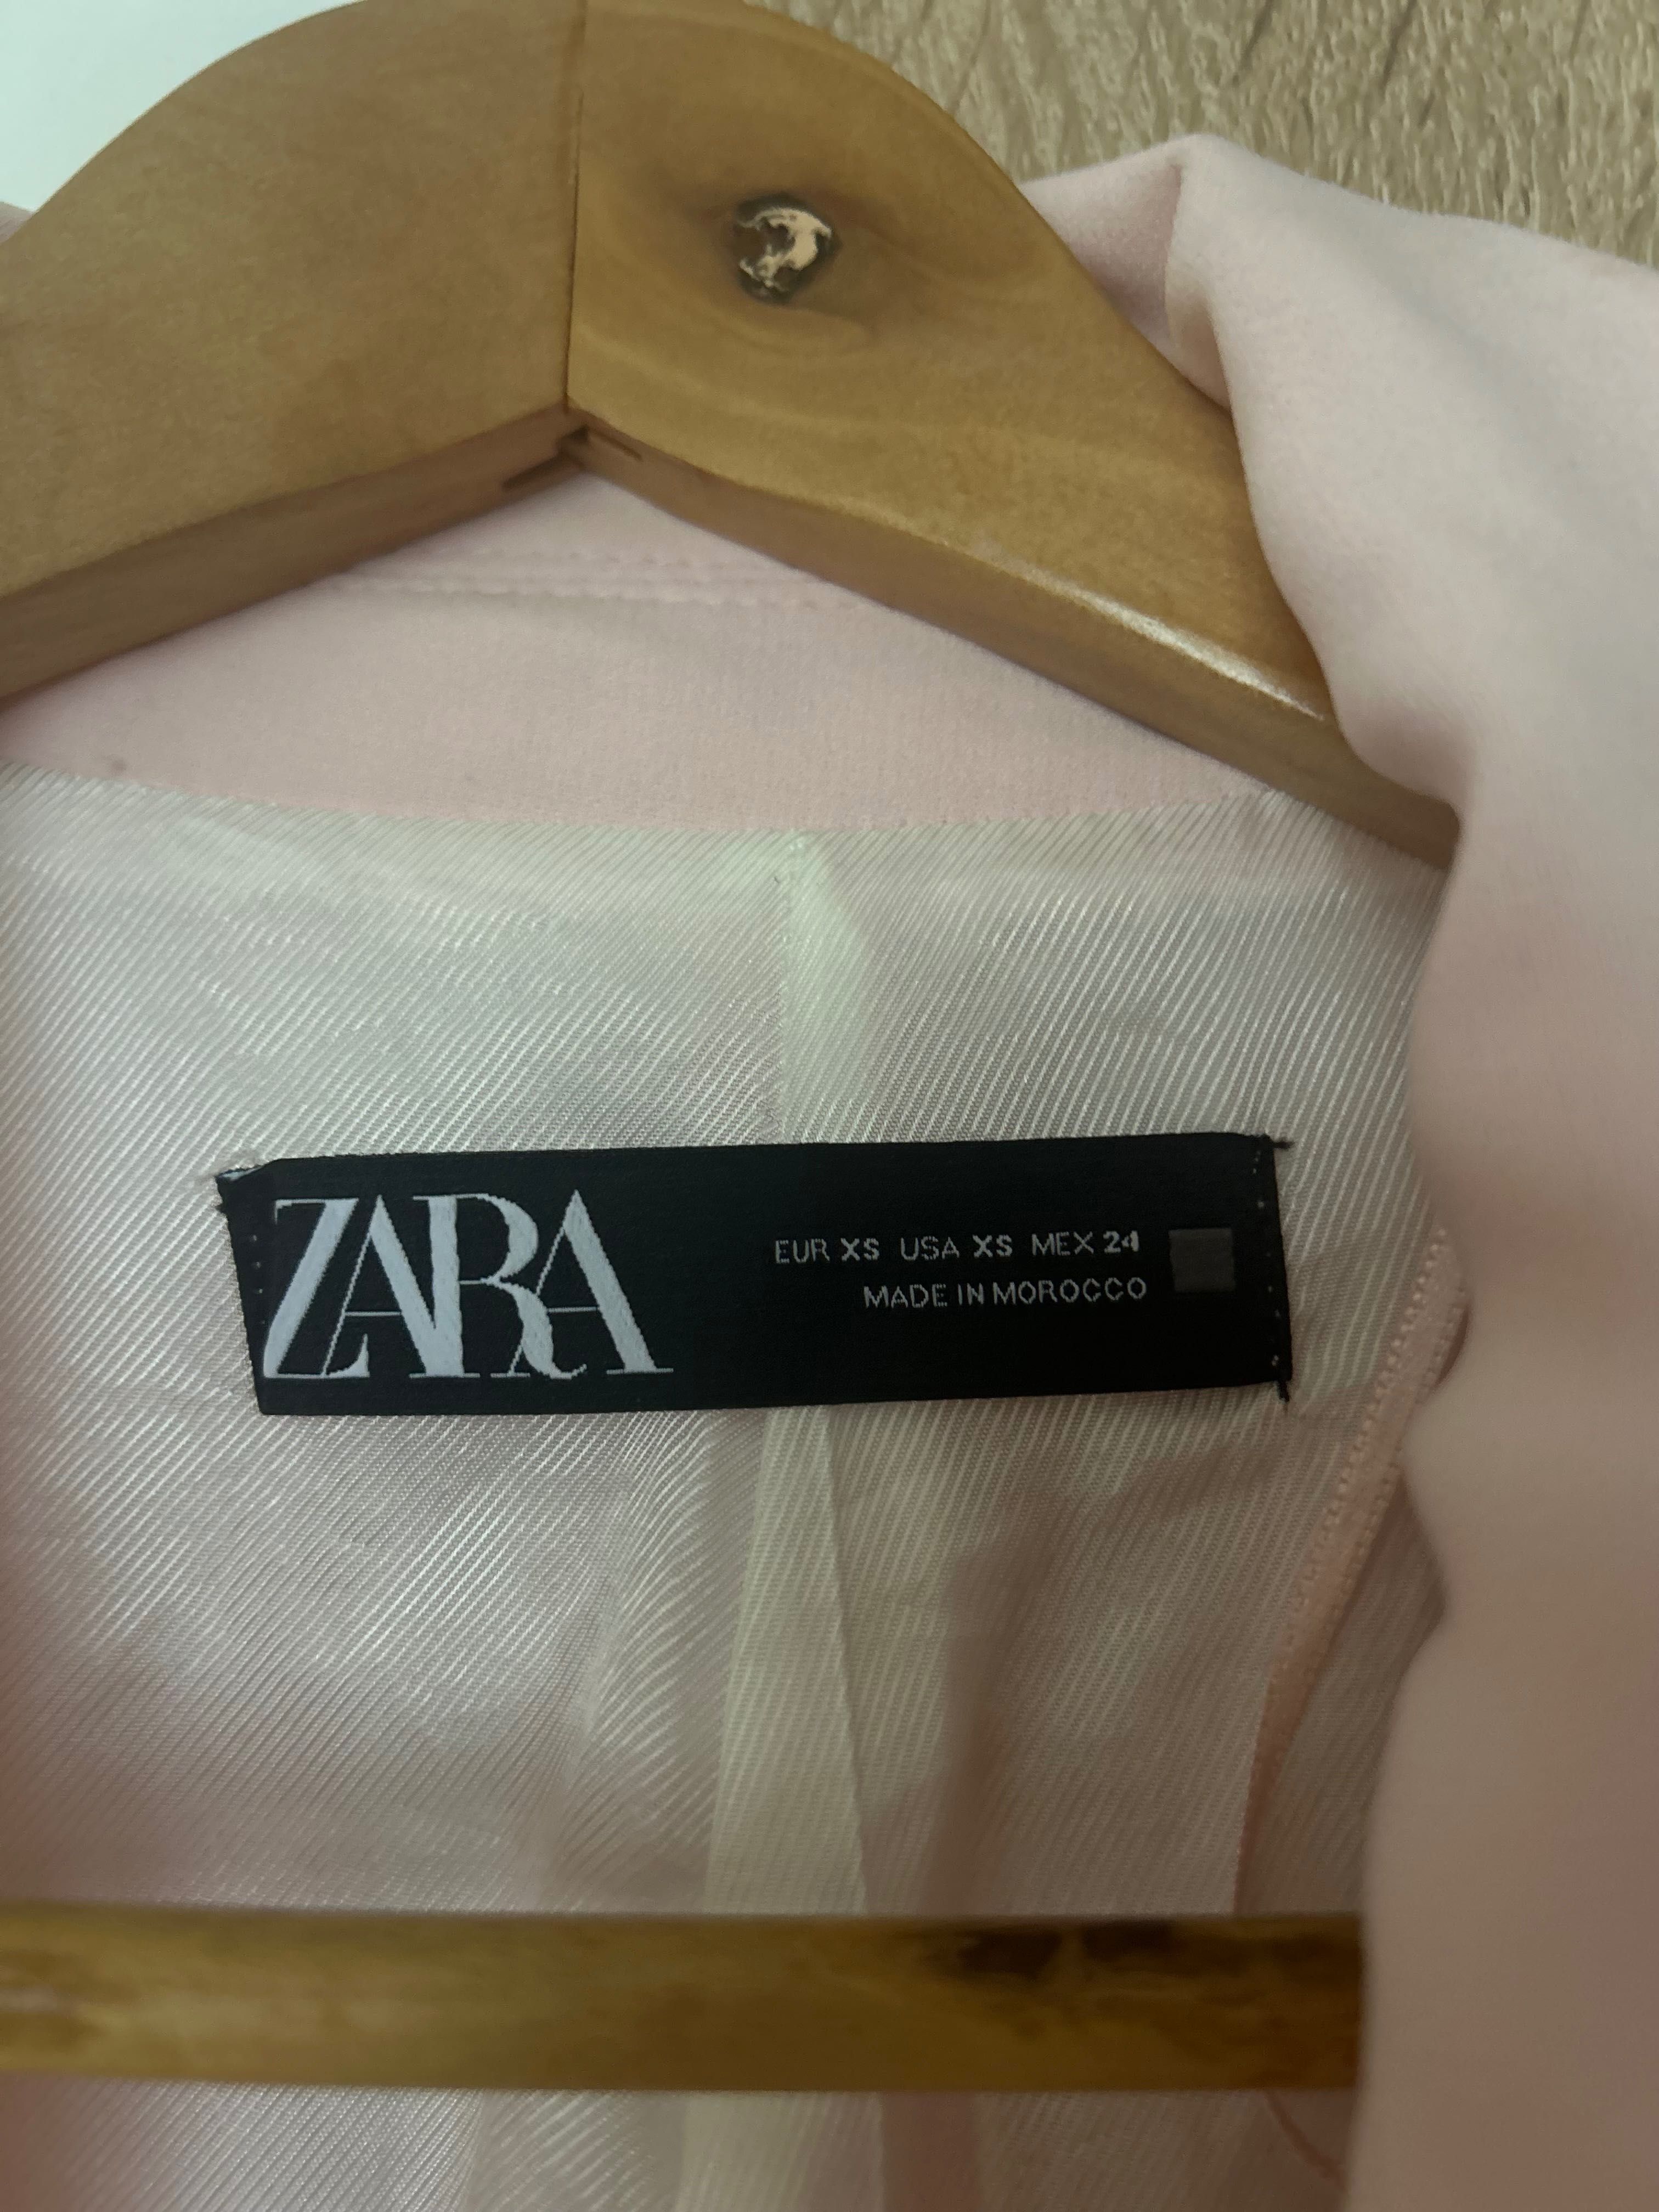 ZARA
EUR XS USA XS MEX 24
MADE IN MOROCCO